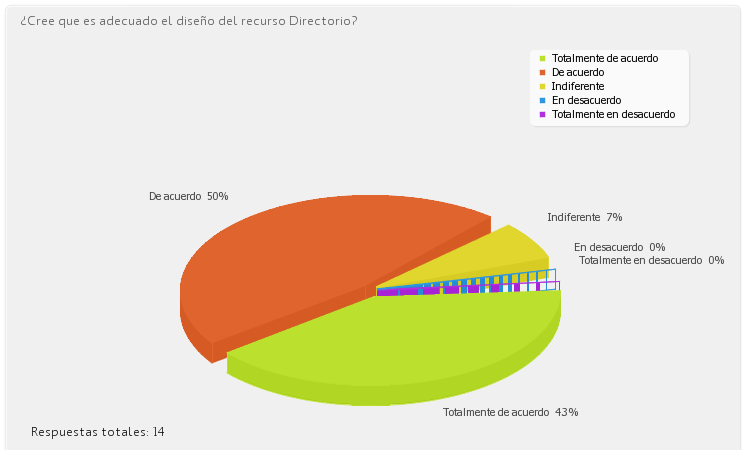 ¿Cree que es adecuado el diseño del recurso Directorio?
Totalmente de acuerdo
De acuerdo
Indiferente
En desacuerdo
Totalmente en desacuerdo
De acuerdo 50%
Indiferente 7%
En desacuerdo 0%
Totalmente en desacuerdo 0%
Totalmente de acuerdo 43%
Respuestas totales: 14